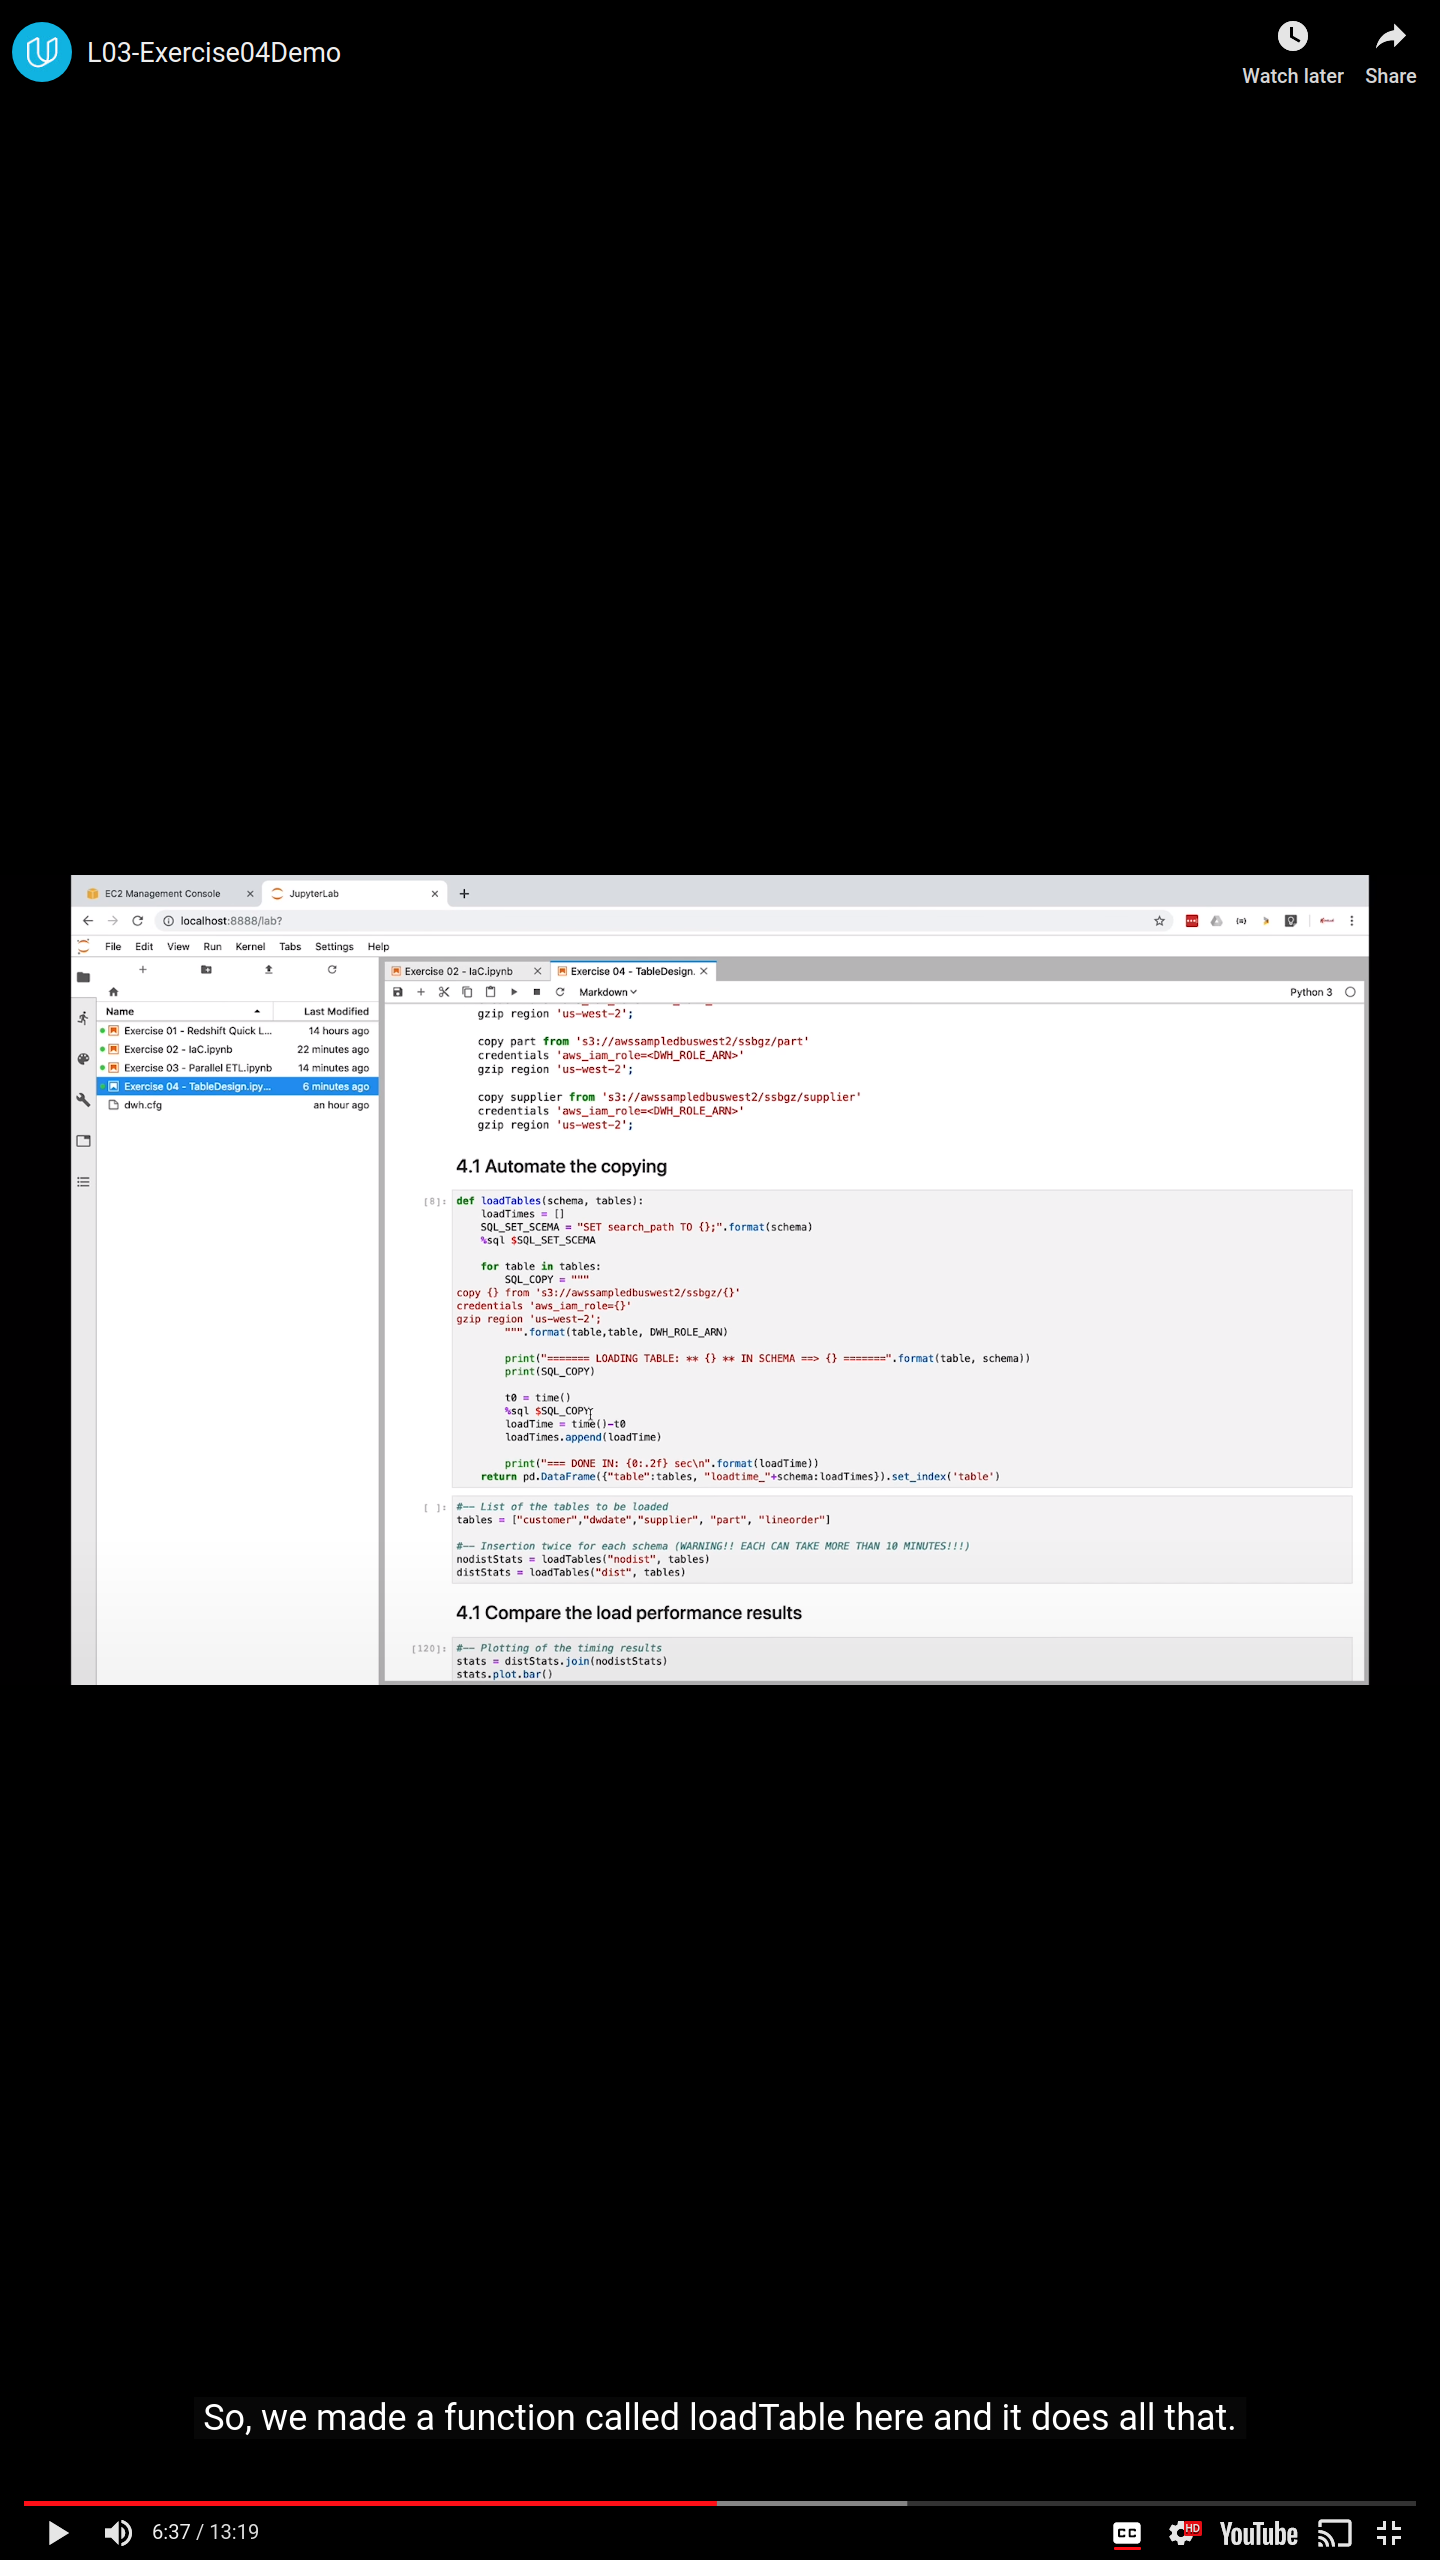 L03-Exercise04Demo
Watch later
Share
EC2 Management Console
JupyterLab
localhost:8888/lab?
File Edit View Run Kernel Tabs Settings Help
Name Last Modified
Exercise 01 - Redshift Quick L... 14 hours ago
Exercise 02 - IaC.ipynb 22 minutes ago
Exercise 03 - Parallel ETL.ipynb 14 minutes ago
Exercise 04 - TableDesign.ipy... 6 minutes ago
dwh.cfg an hour ago
Exercise 02 - IaC.ipynb
Exercise 04 - TableDesign.
Markdown
Python 3
gzip region 'us-west-2';
copy part from 's3://awssampledbuswest2/ssbgz/part'
credentials 'aws_iam_role=<DWH_ROLE_ARN>'
gzip region 'us-west-2';
copy supplier from 's3://awssampledbuswest2/ssbgz/supplier'
credentials 'aws_iam_role=<DWH_ROLE_ARN>'
gzip region 'us-west-2';
4.1 Automate the copying
def loadTables(schema, tables):
loadTimes = []
SQL_SET_SCEMA = "SET search_path TO {};".format(schema)
%sql $SQL_SET_SCEMA
for table in tables:
SQL_COPY = """
copy {} from 's3://awssampledbuswest2/ssbgz/{}'
credentials 'aws_iam_role={}'
gzip region 'us-west-2';
""".format(table,table, DWH_ROLE_ARN)
print("======= LOADING TABLE: ** {} ** IN SCHEMA ==> {} =======".format(table, schema))
print(SQL_COPY)
t0 = time()
%sql $SQL_COPY
loadTime = time()-t0
loadTimes.append(loadTime)
print("=== DONE IN: {0:.2f} sec\n".format(loadTime))
return pd.DataFrame({"table":tables, "loadtime_"+schema:loadTimes}).set_index('table')
[ ]:
#-- List of the tables to be loaded
tables = ["customer","dwdate","supplier", "part", "lineorder"]
#-- Insertion twice for each schema (WARNING!! EACH CAN TAKE MORE THAN 10 MINUTES!!!)
nodistStats = loadTables("nodist", tables)
distStats = loadTables("dist", tables)
4.1 Compare the load performance results
[120]:
#-- Plotting of the timing results
stats = distStats.join(nodistStats)
stats.plot.bar()
So, we made a function called loadTable here and it does all that.
6:37 / 13:19
CC
HD
YouTube